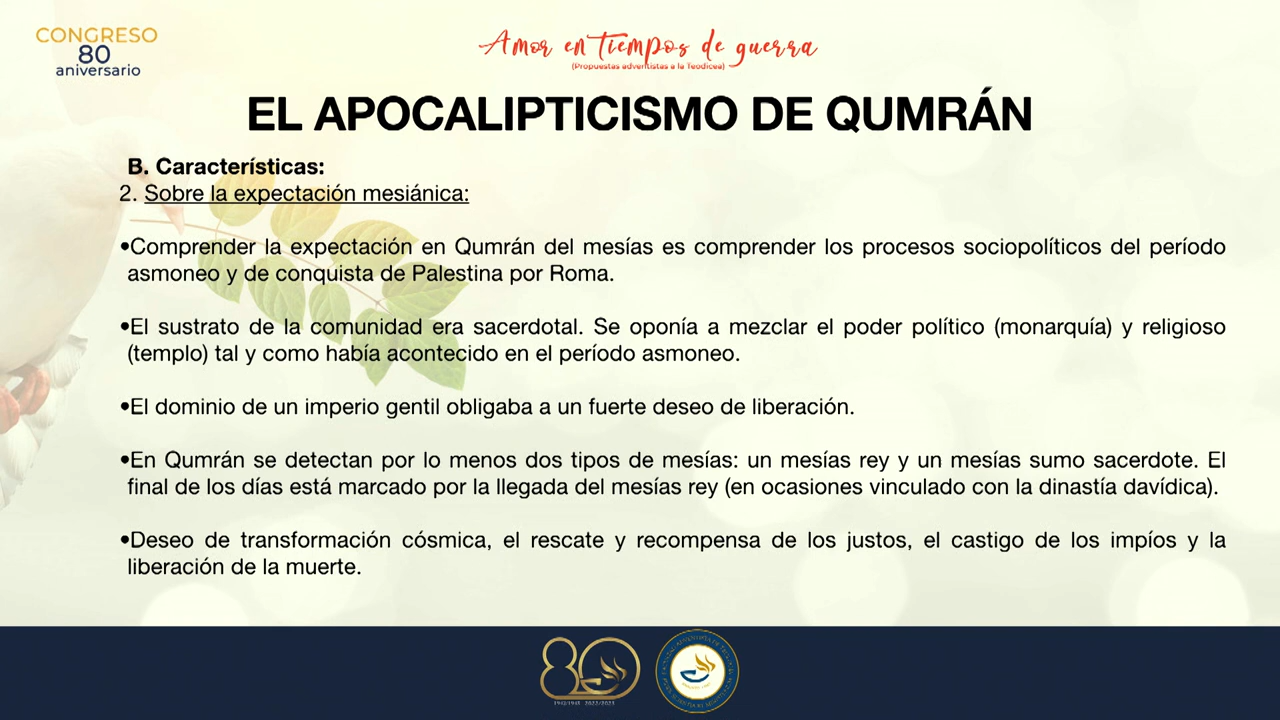 CONGRESO
80
aniversario
Amor en Tiempos de guerra
(Propuestas adventistas a la Teodicea)
EL APOCALIPTICISMO DE QUMRÁN
B. Características:
2. Sobre la expectación mesiánica:
•Comprender la expectación en Qumrán del mesías es comprender los procesos sociopolíticos del período
asmoneo y de conquista de Palestina por Roma.
•El sustrato de la comunidad era sacerdotal. Se oponía a mezclar el poder político (monarquía) y religioso
(templo) tal y como había acontecido en el período asmoneo.
•El dominio de un imperio gentil obligaba a un fuerte deseo de liberación.
•En Qumrán se detectan por lo menos dos tipos de mesías: un mesías rey y un mesías sumo sacerdote. El
final de los días está marcado por la llegada del mesías rey (en ocasiones vinculado con la dinastía davídica).
•Deseo de transformación cósmica, el rescate y recompensa de los justos, el castigo de los impíos y la
liberación de la muerte.
80